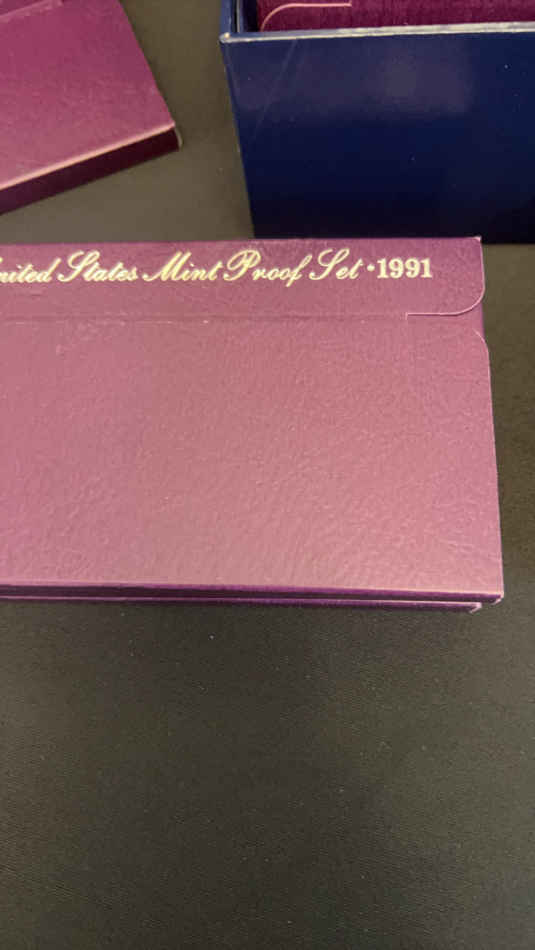 nited States Mint Proof Set • 1991